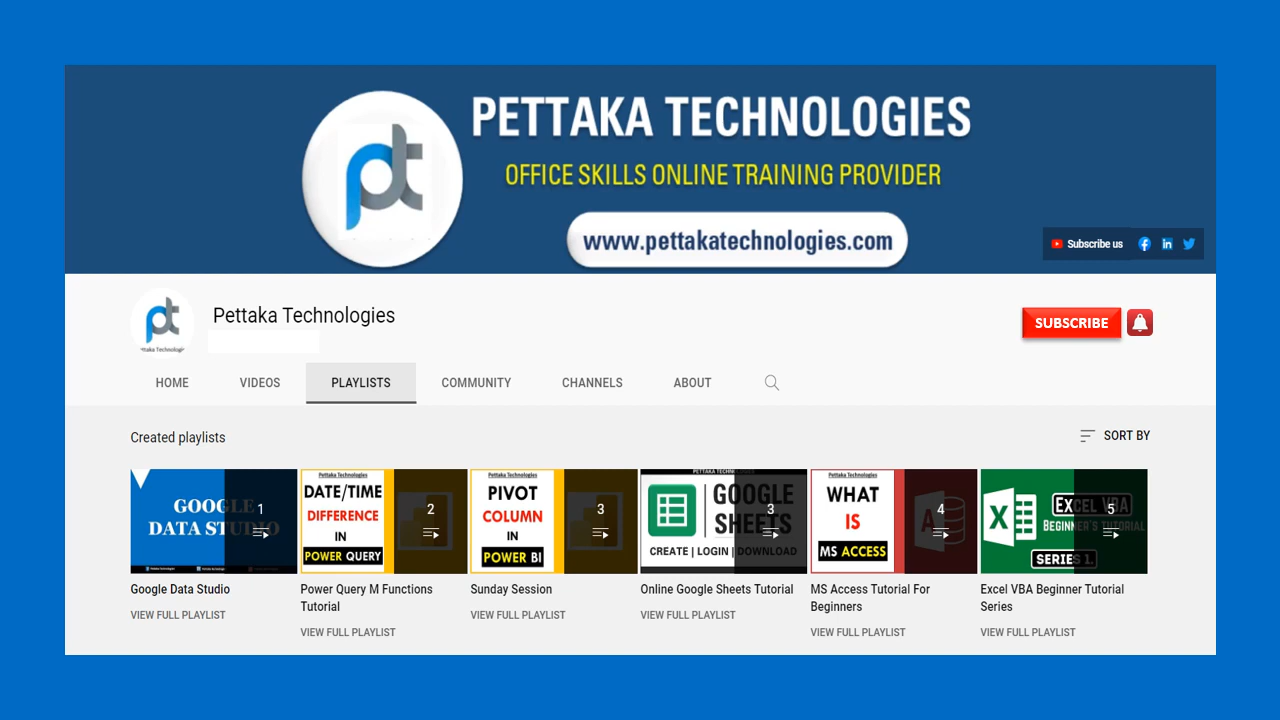 PETTAKA TECHNOLOGIES
OFFICE SKILLS ONLINE TRAINING PROVIDER
pt
www.pettakatechnologies.com
Subscribe us
pt
Pettaka Technologies
SUBSCRIBE
HOME VIDEOS PLAYLISTS COMMUNITY CHANNELS ABOUT
Created playlists
SORT BY
GOOGLE
DATA STUDIO
1
Google Data Studio
VIEW FULL PLAYLIST
Pettaka Technologies
DATE/TIME
DIFFERENCE
IN
POWER QUERY
2
Power Query M Functions
Tutorial
VIEW FULL PLAYLIST
Pettaka Technologies
PIVOT
COLUMN
IN
POWER BI
3
Sunday Session
VIEW FULL PLAYLIST
PETTAKA TECHNOLOGIES
GOOGLE
SHEETS
CREATE | LOGIN | DOWNLOAD
3
Online Google Sheets Tutorial
VIEW FULL PLAYLIST
Pettaka Technologies
WHAT
IS
MS ACCESS
A
4
MS Access Tutorial For
Beginners
VIEW FULL PLAYLIST
X
EXCEL VBA
BEGINNER'S TUTORIAL
SERIES 1.
5
Excel VBA Beginner Tutorial
Series
VIEW FULL PLAYLIST